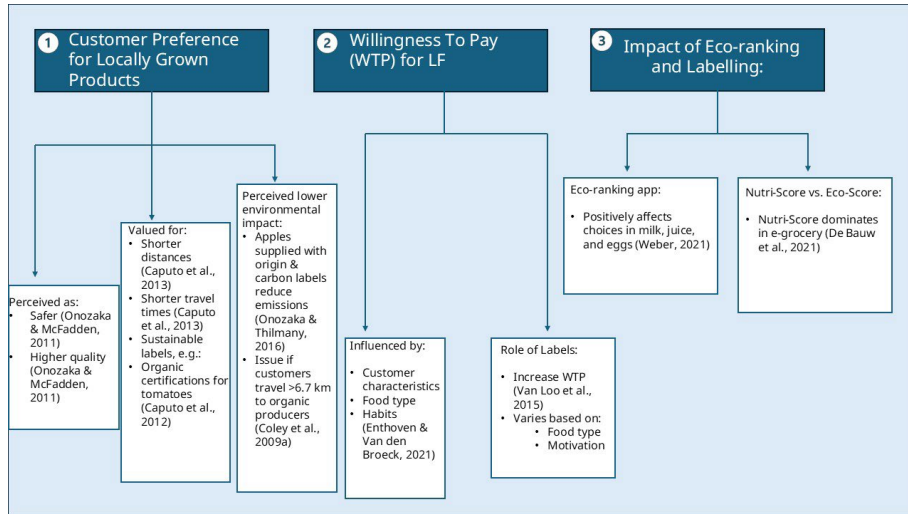 1
Customer Preference
for Locally Grown
Products
2
Willingness To Pay
(WTP) for LF
3
Impact of Eco-ranking
and Labelling:
Perceived as:
• Safer (Onozaka
& McFadden,
2011)
• Higher quality
(Onozaka
& McFadden,
2011)
Valued for:
• Shorter
distances
(Caputo et al.,
2013)
• Shorter travel
times (Caputo
et al., 2013)
• Sustainable
labels, e.g.:
• Organic
certifications for
tomatoes
(Caputo et al.,
2012)
Perceived lower
environmental
impact:
• Apples
supplied with
origin &
carbon labels
reduce
emissions
(Onozaka &
Thilmany,
2016)
• Issue if
customers
travel >6.7 km
to organic
producers
(Coley et al.,
2009a)
Influenced by:
• Customer
characteristics
• Food type
• Habits
(Enthoven &
Van den
Broeck, 2021)
Role of Labels:
• Increase WTP
(Van Loo et al.,
2015)
• Varies based on:
• Food type
• Motivation
Eco-ranking app:
• Positively affects
choices in milk, juice,
and eggs (Weber, 2021)
Nutri-Score vs. Eco-Score:
• Nutri-Score dominates
in e-grocery (De Bauw
et al., 2021)